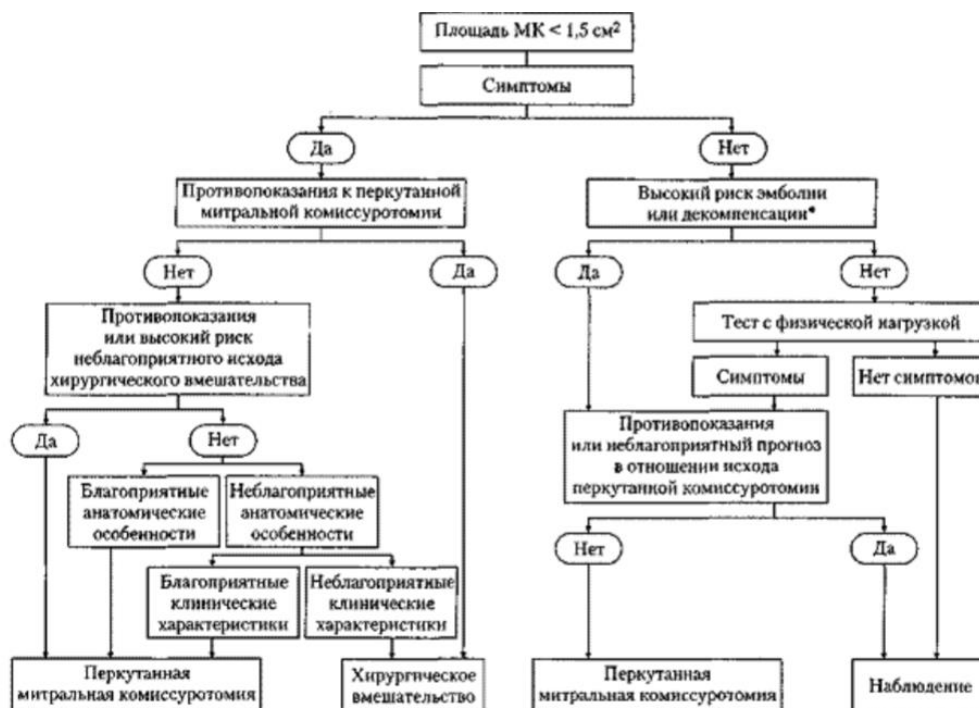 Площадь МК < 1,5 см²
Симптомы
Да
Нет
Противопоказания к перкутанной
митральной комиссуротомии
Высокий риск эмболии
или декомпенсации*
Нет
Да
Да
Нет
Противопоказания
или высокий риск
неблагоприятного исхода
хирургического вмешательства
Тест с физической нагрузкой
Симптомы
Нет симптомов
Да
Нет
Противопоказания
или неблагоприятный прогноз
в отношении исхода
перкутанной комиссуротомии
Благоприятные
анатомические
особенности
Неблагоприятные
анатомические
особенности
Нет
Да
Благоприятные
клинические
характеристики
Неблагоприятные
клинические
характеристики
Перкутанная
митральная комиссуротомия
Хирургическое
вмешательство
Перкутанная
митральная комиссуротомия
Наблюдение